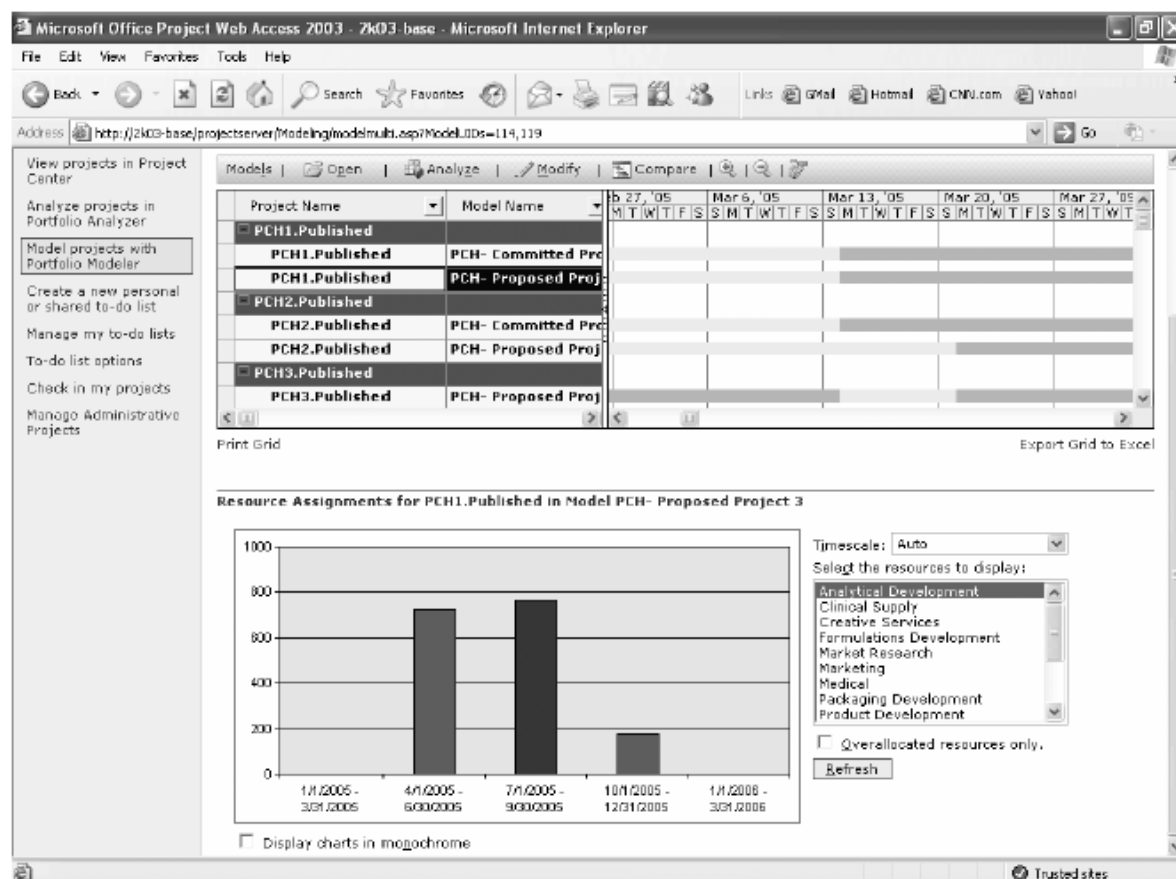 Microsoft Office Project Web Access 2003 - 2k03-base - Microsoft Internet Explorer
File Edit View Favorites Tools Help
Back Search Favorites Links GMail Hotmail CNN.com Yahoo!
Address http://2k03-base/projectserver/Modeling/modelmulti.asp?ModelUIDs=114,119 Go
View projects in Project
Center
Analyze projects in
Portfolio Analyzer
Model projects with
Portfolio Modeler
Create a new personal
or shared to-do list
Manage my to-do lists
To-do list options
Check in my projects
Manage Administrative
Projects
Models | Open | Analyze | Modify | Compare
Project Name Model Name
b 27, '05 Mar 6, '05 Mar 13, '05 Mar 20, '05 Mar 27, '05
M T W T F S S M T W T F S S M T W T F S S M T W T F S S M T W T
PCH1.Published
PCH1.Published PCH- Committed Pro
PCH1.Published PCH- Proposed Proj
PCH2.Published
PCH2.Published PCH- Committed Pro
PCH2.Published PCH- Proposed Proj
PCH3.Published
PCH3.Published PCH- Proposed Proj
Print Grid Export Grid to Excel
Resource Assignments for PCH1.Published in Model PCH- Proposed Project 3
1000
800
600
400
200
0
1/1/2005 - 4/1/2005 - 7/1/2005 - 10/1/2005 - 1/1/2006 -
3/31/2005 6/30/2005 9/30/2005 12/31/2005 3/31/2006
Display charts in monochrome
Timescale: Auto
Select the resources to display:
Analytical Development
Clinical Supply
Creative Services
Formulations Development
Market Research
Marketing
Medical
Packaging Development
Product Development
Overallocated resources only.
Refresh
Trusted sites